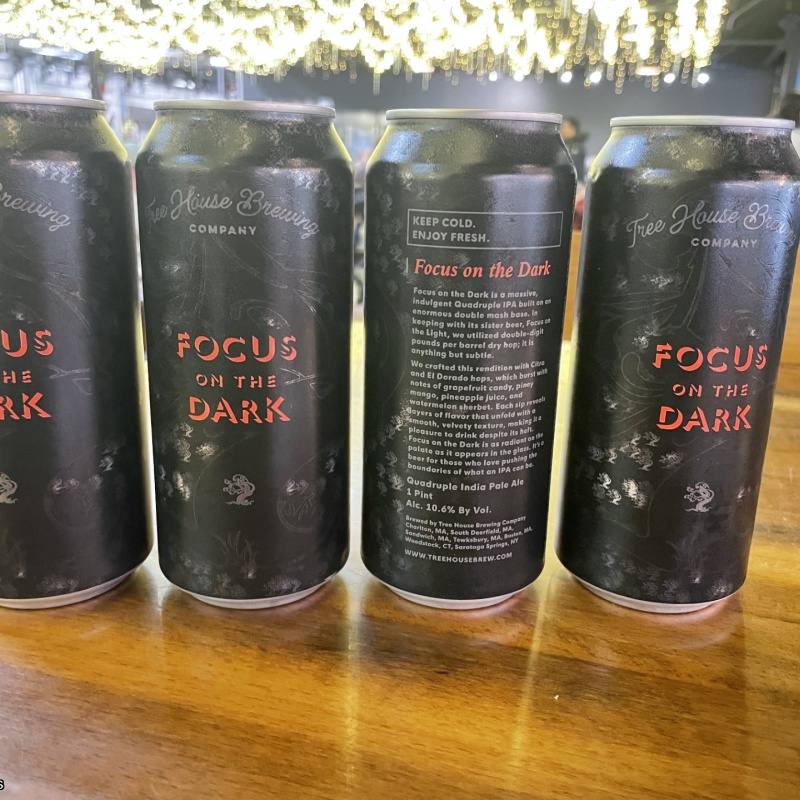 Brewing
US
HE
RK
Tree House Brewing
COMPANY
FOCUS
ON THE
DARK
KEEP COLD.
ENJOY FRESH.
Focus on the Dark
Focus on the Dark is a massive,
indulgent Quadruple IPA built on an
enormous double mash base. In
keeping with its sister beer, Focus on
the Light, we utilized double-digit
pounds per barrel dry hop; it is
anything but subtle.
We crafted this rendition with Citra
and El Dorado hops, which burst with
notes of grapefruit candy, piney
mango, pineapple juice, and
watermelon sherbet. Each sip reveals
layers of flavor that unfold with a
smooth, velvety texture, making it a
pleasure to drink despite its heft.
Focus on the Dark is as radiant on the
palate as it appears in the glass. It's a
beer for those who love pushing the
boundaries of what an IPA can be.
Quadruple India Pale Ale
1 Pint
Alc. 10.6% By Vol.
Brewed by Tree House Brewing Company
Charlton, MA, South Deerfield, MA,
Sandwich, MA, Tewksbury, MA, Boston, MA,
Woodstock, CT, Saratoga Springs, NY
WWW.TREEHOUSEBREW.COM
Tree House Brew
COMPANY
FOCUS
ON THE
DARK
s